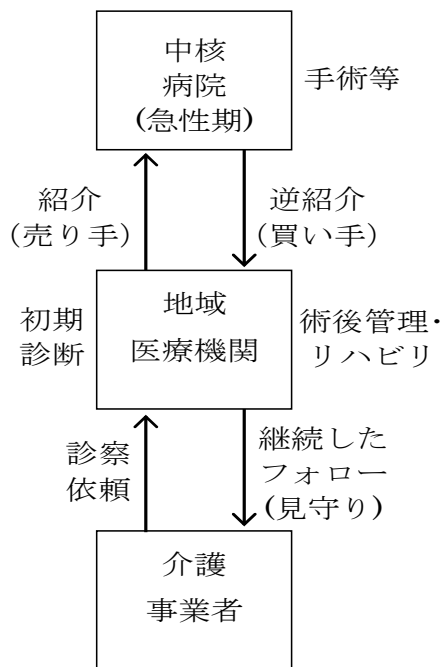 中核
病院
(急性期)
手術等
紹介
(売り手)
逆紹介
(買い手)
初期
診断
地域
医療機関
術後管理・
リハビリ
診察
依頼
継続した
フォロー
(見守り)
介護
事業者